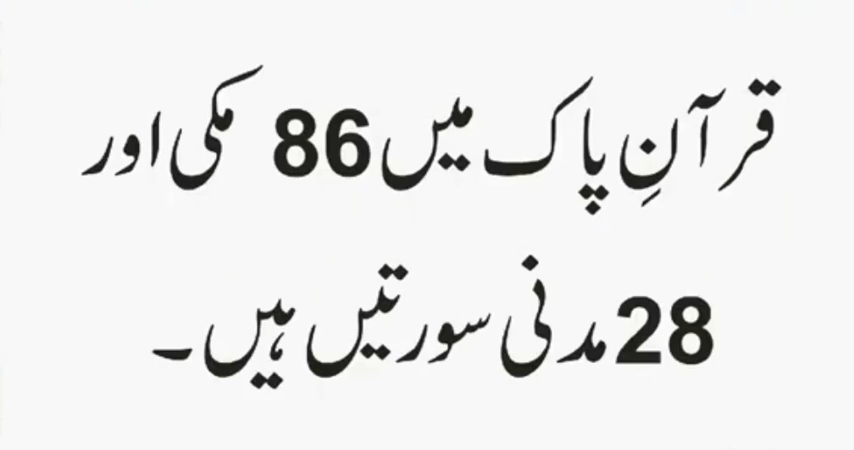 قرآنِ پاک میں 86 مکی اور
28 مدنی سورتیں ہیں۔